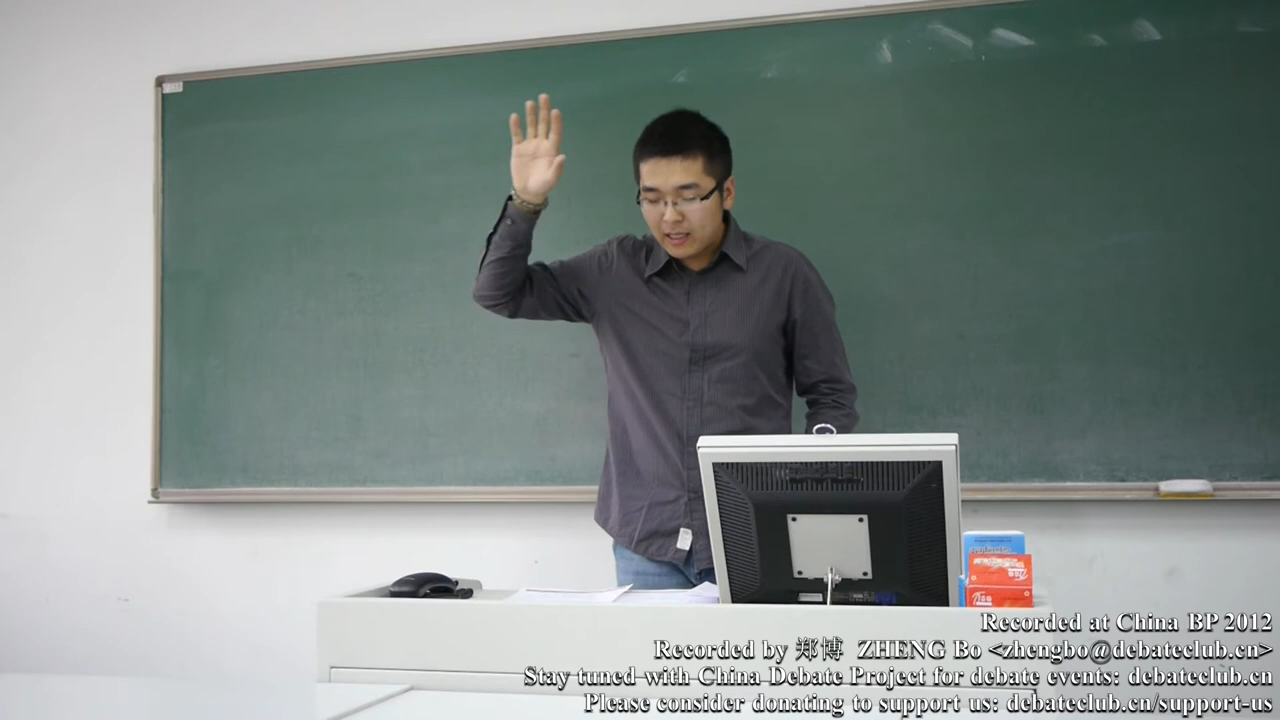 Recorded at China BP 2012
Recorded by 郑博 ZHENG Bo <zhengbo@debateclub.cn>
Stay tuned with China Debate Project for debate events: debateclub.cn
Please consider donating to support us: debateclub.cn/support-us